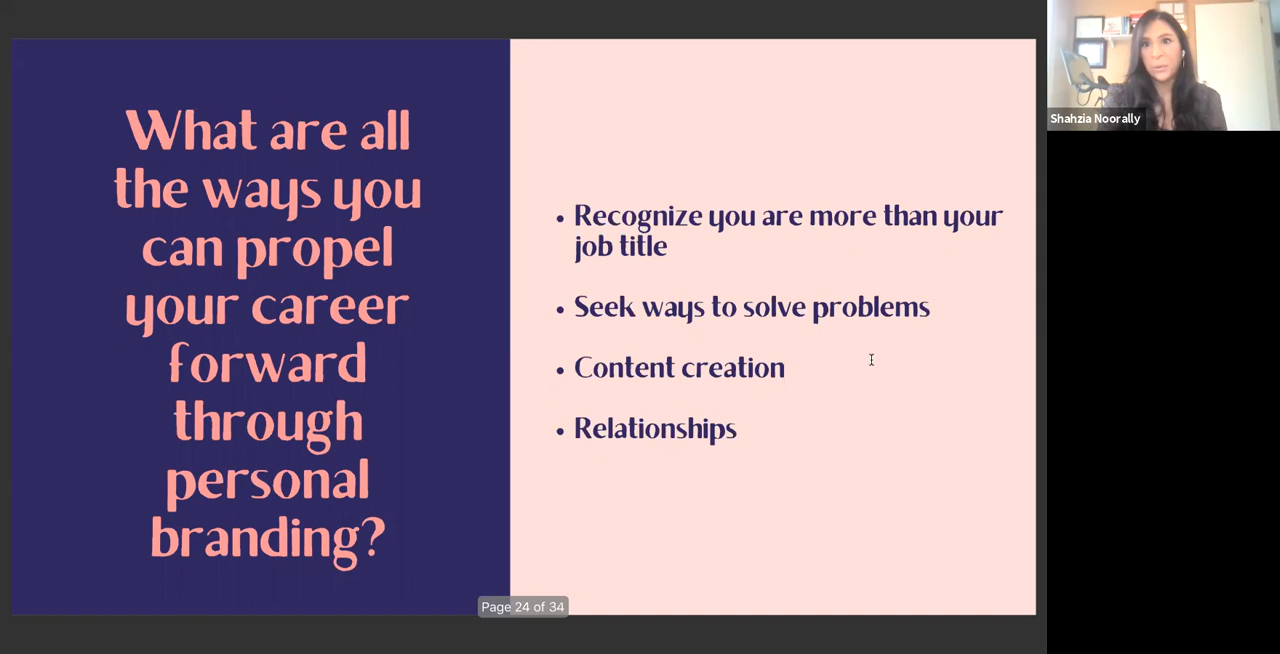 What are all
the ways you
can propel
your career
forward
through
personal
branding?
• Recognize you are more than your
job title
• Seek ways to solve problems
• Content creation
• Relationships
Page 24 of 34
Shahzia Noorally